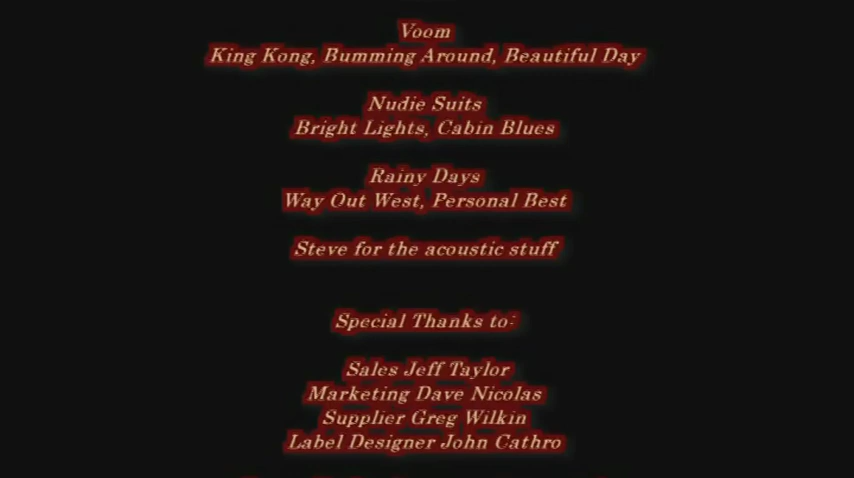 Voom
King Kong, Bumming Around, Beautiful Day
Nudie Suits
Bright Lights, Cabin Blues
Rainy Days
Way Out West, Personal Best
Steve for the acoustic stuff
Special Thanks to:
Sales Jeff Taylor
Marketing Dave Nicolas
Supplier Greg Wilkin
Label Designer John Cathro